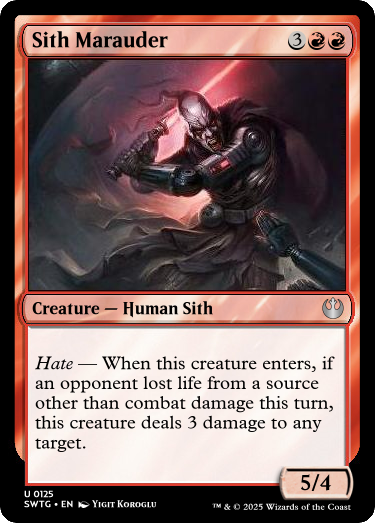 Sith Marauder 3
Creature — Human Sith
Hate — When this creature enters, if
an opponent lost life from a source
other than combat damage this turn,
this creature deals 3 damage to any
target.
5/4
U 0125
SWTG • EN Yigit Koroglu
™ & © 2025 Wizards of the Coast